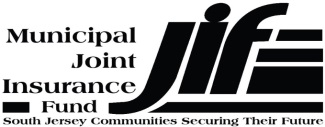 Municipal
Joint
Insurance
Fund
jif
South Jersey Communities Securing Their Future